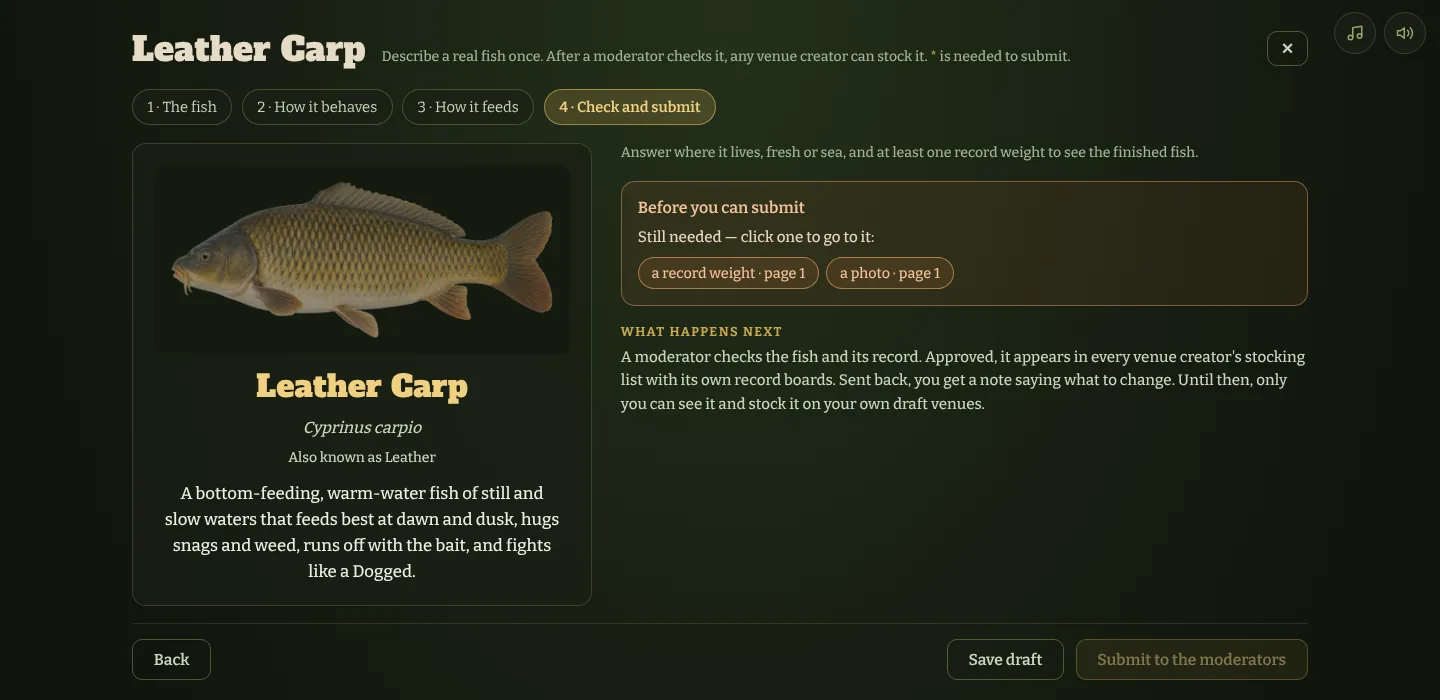 Leather Carp
Describe a real fish once. After a moderator checks it, any venue creator can stock it. * is needed to submit.
×
1 · The fish
2 · How it behaves
3 · How it feeds
4 · Check and submit
Leather Carp
Cyprinus carpio
Also known as Leather
A bottom-feeding, warm-water fish of still and
slow waters that feeds best at dawn and dusk, hugs
snags and weed, runs off with the bait, and fights
like a Dogged.
Answer where it lives, fresh or sea, and at least one record weight to see the finished fish.
Before you can submit
Still needed — click one to go to it:
a record weight · page 1
a photo · page 1
WHAT HAPPENS NEXT
A moderator checks the fish and its record. Approved, it appears in every venue creator's stocking
list with its own record boards. Sent back, you get a note saying what to change. Until then, only
you can see it and stock it on your own draft venues.
Back
Save draft
Submit to the moderators